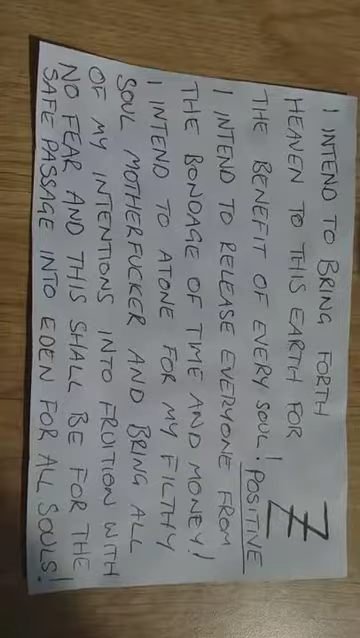 I INTEND TO BRING FORTH
HEAVEN TO THIS EARTH FOR
THE BENEFIT OF EVERY SOUL! POSITIVE
I INTEND TO RELEASE EVERYONE FROM
THE BONDAGE OF TIME AND MONEY!
I INTEND TO ATONE FOR MY FILTHY
SOUL MOTHERFUCKER AND BRING ALL
OF MY INTENTIONS INTO FRUITION WITH
NO FEAR AND THIS SHALL BE FOR THE
SAFE PASSAGE INTO EDEN FOR ALL SOULS!